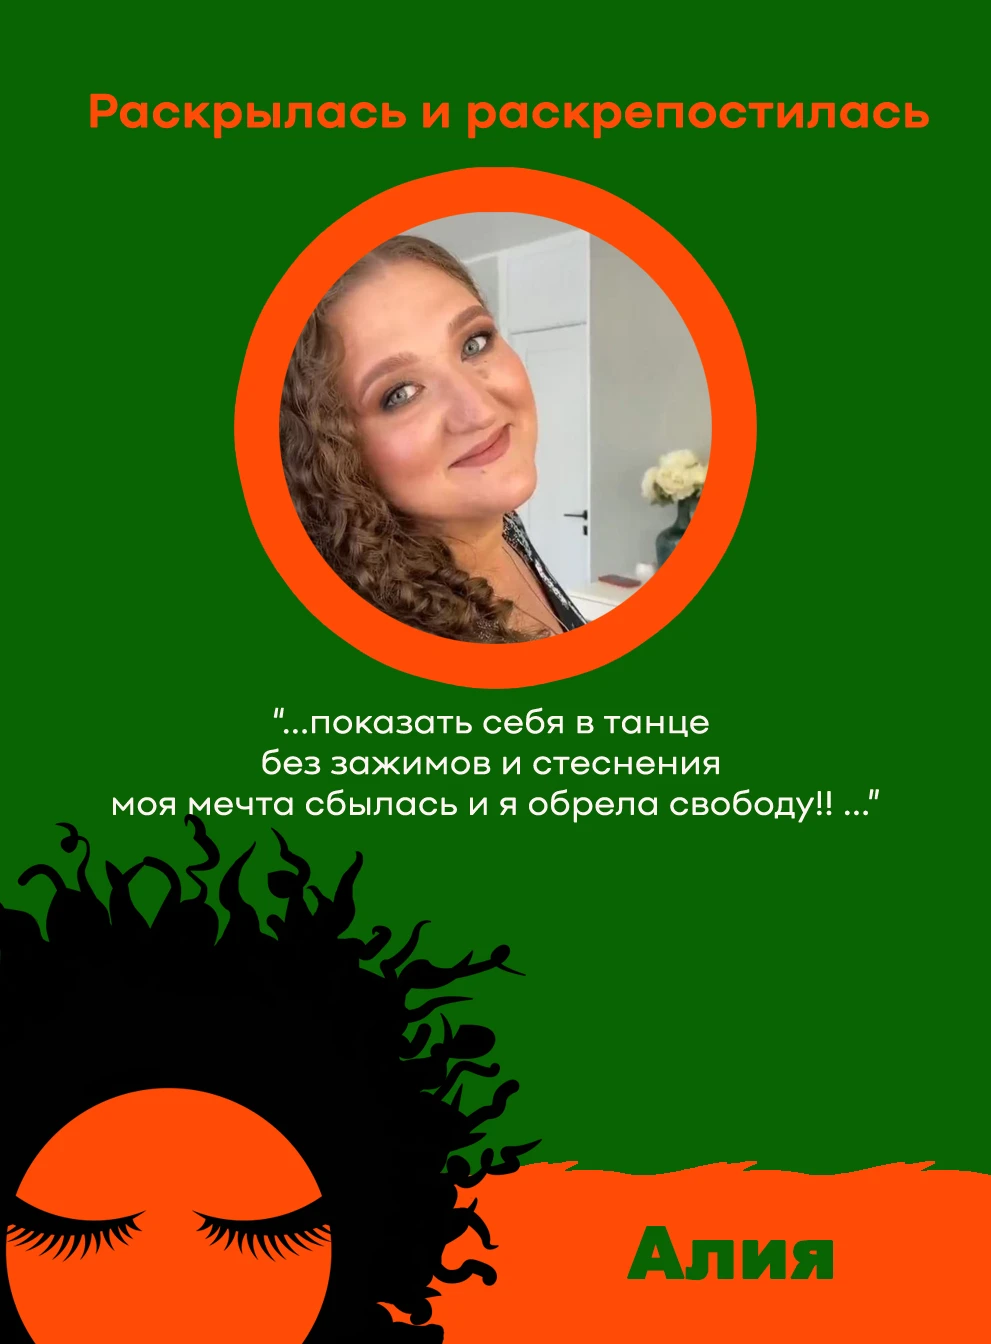 Раскрылась и раскрепостилась
"...показать себя в танце
без зажимов и стеснения
моя мечта сбылась и я обрела свободу!! ..."
Алия